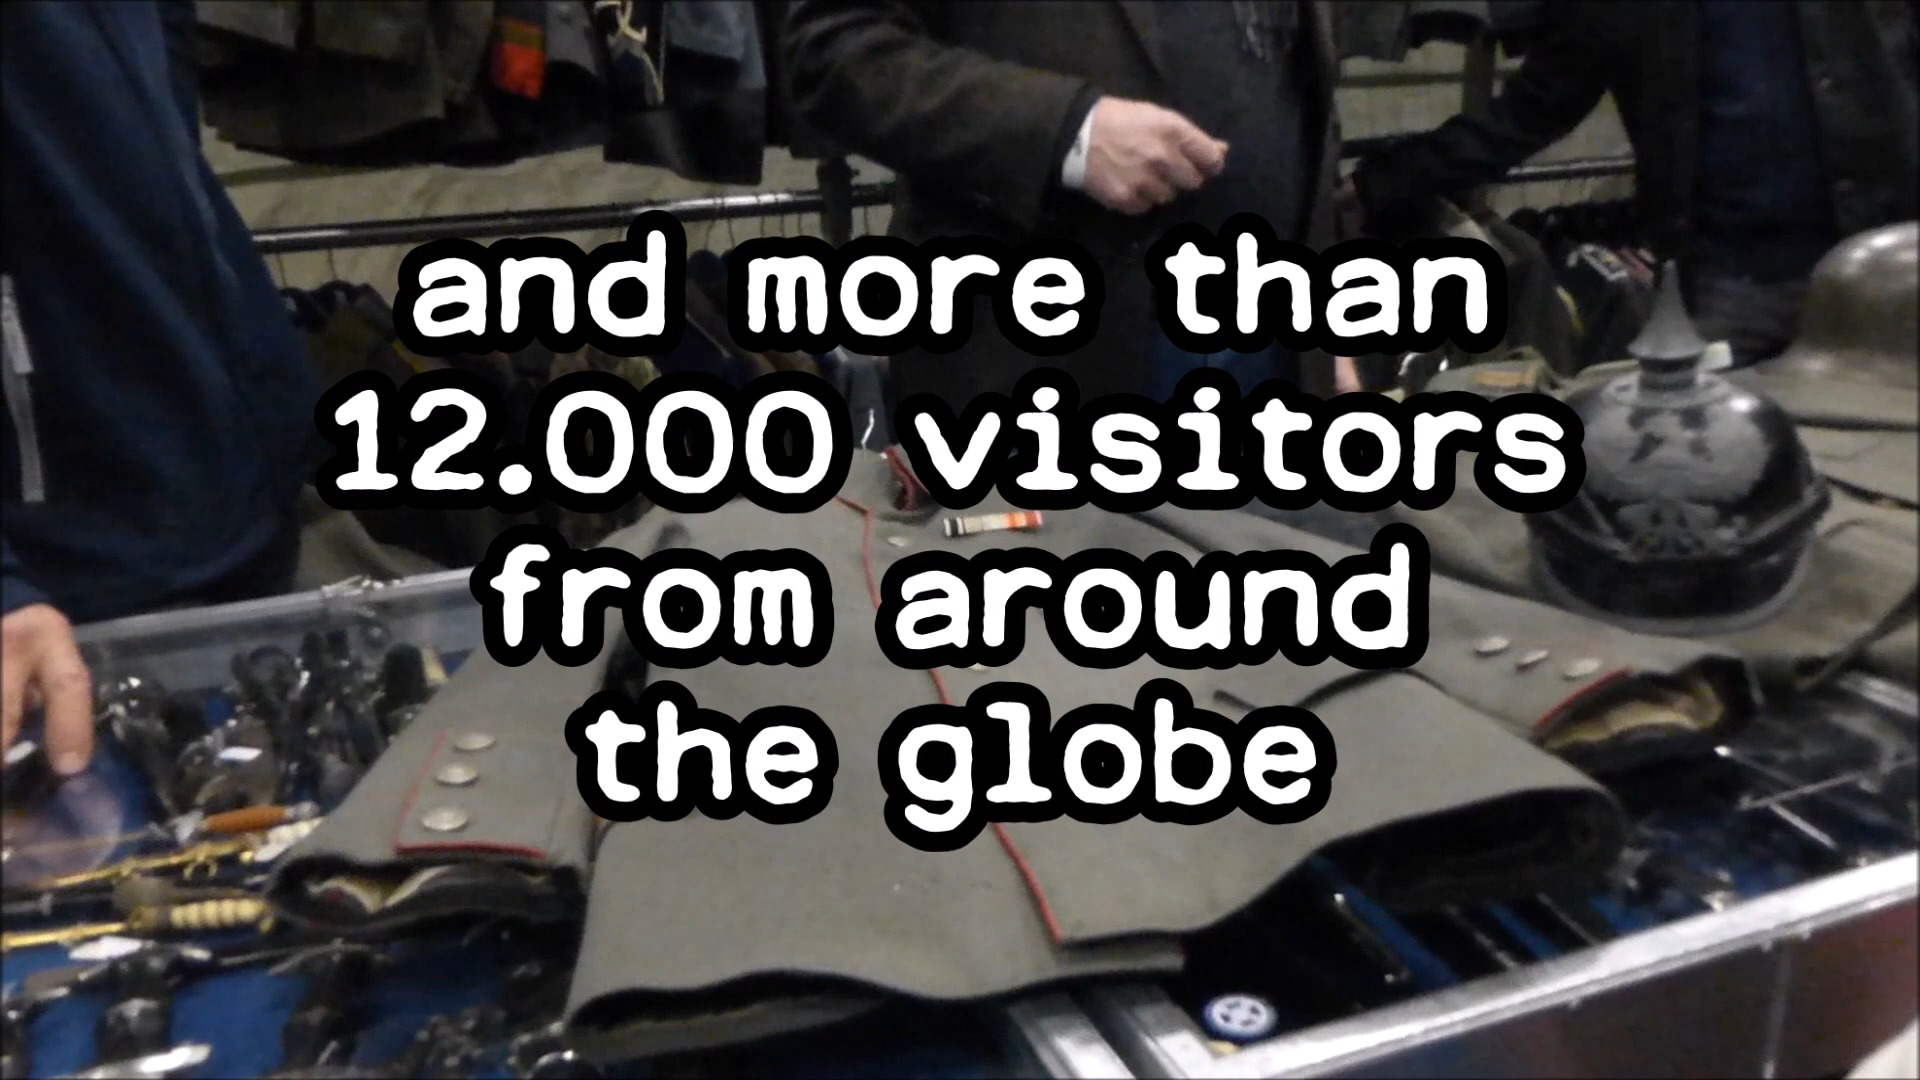 and more than
12.000 visitors
from around
the globe